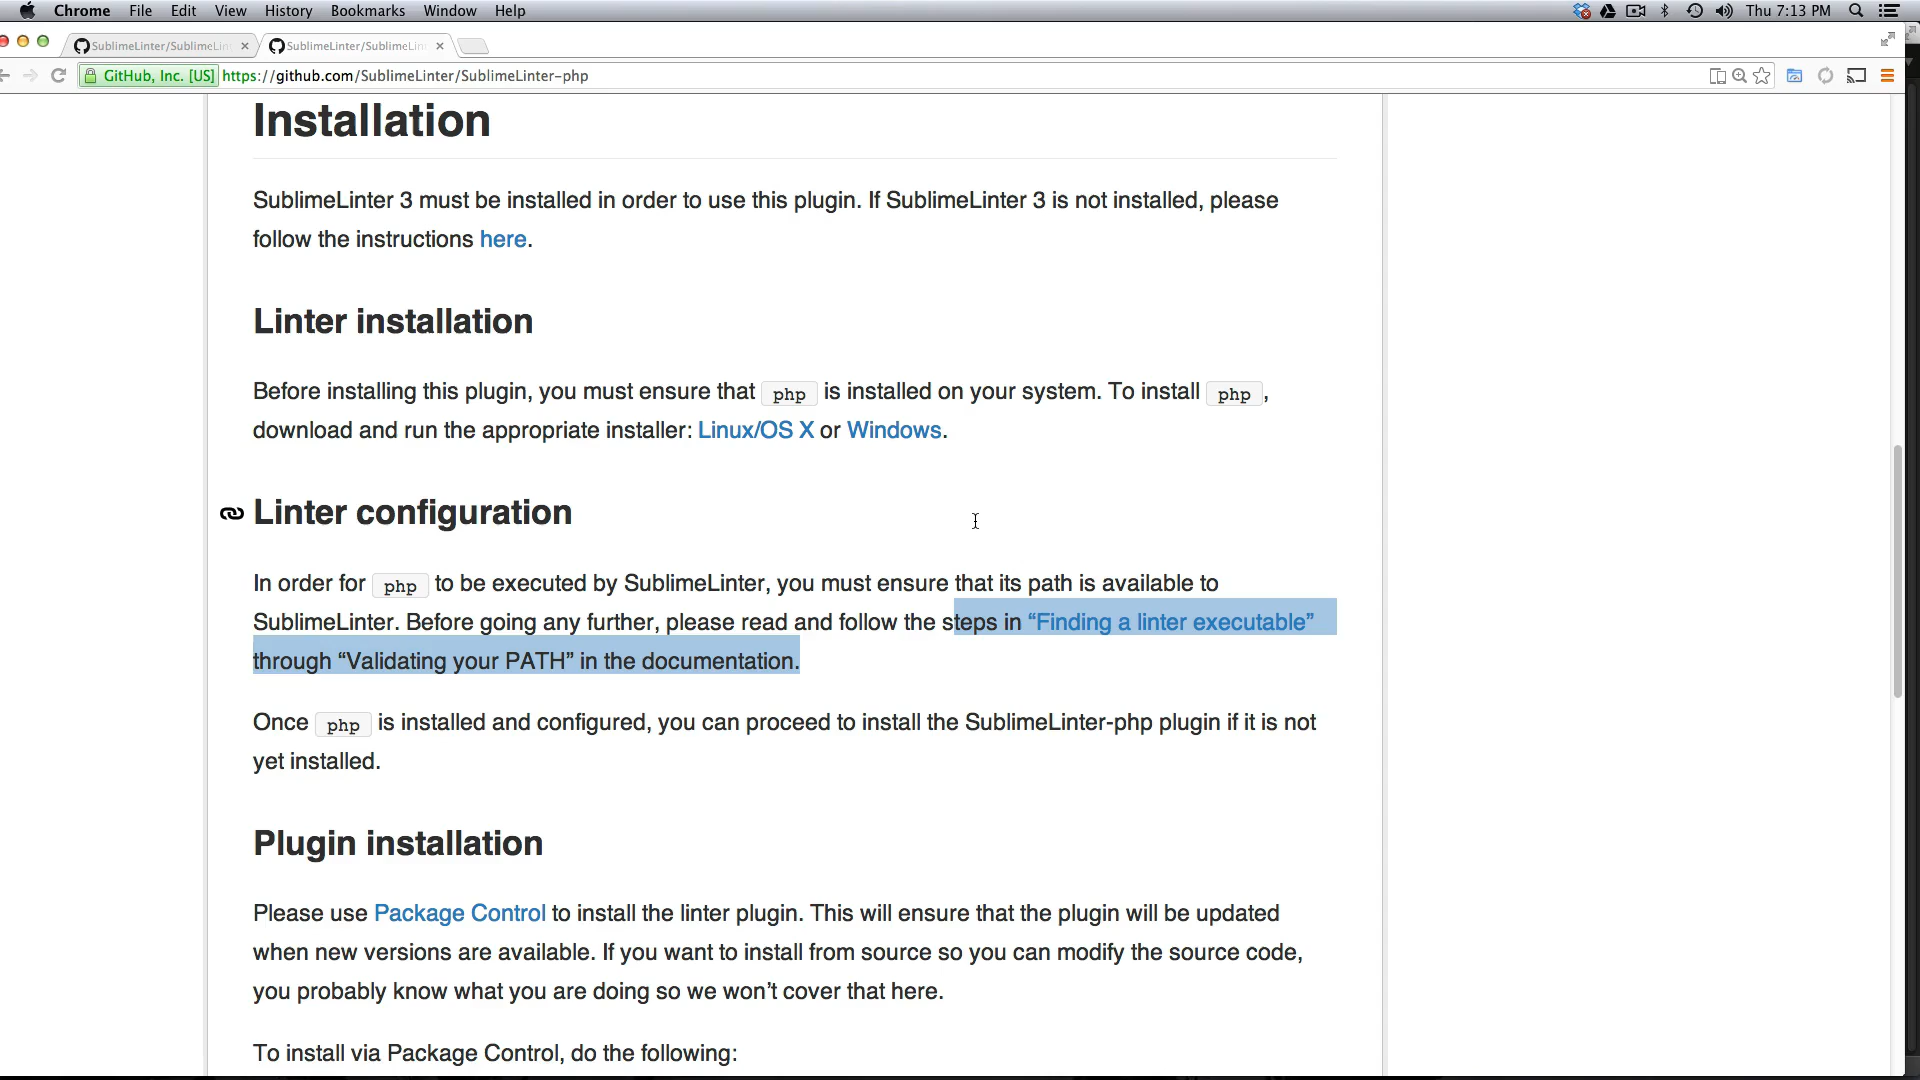 Chrome File Edit View History Bookmarks Window Help Thu 7:13 PM
SublimeLinter/SublimeLin SublimeLinter/SublimeLin
GitHub, Inc. [US] https://github.com/SublimeLinter/SublimeLinter-php
Installation
SublimeLinter 3 must be installed in order to use this plugin. If SublimeLinter 3 is not installed, please
follow the instructions here.
Linter installation
Before installing this plugin, you must ensure that php is installed on your system. To install php ,
download and run the appropriate installer: Linux/OS X or Windows.
Linter configuration
In order for php to be executed by SublimeLinter, you must ensure that its path is available to
SublimeLinter. Before going any further, please read and follow the steps in “Finding a linter executable”
through “Validating your PATH” in the documentation.
Once php is installed and configured, you can proceed to install the SublimeLinter-php plugin if it is not
yet installed.
Plugin installation
Please use Package Control to install the linter plugin. This will ensure that the plugin will be updated
when new versions are available. If you want to install from source so you can modify the source code,
you probably know what you are doing so we won’t cover that here.
To install via Package Control, do the following: